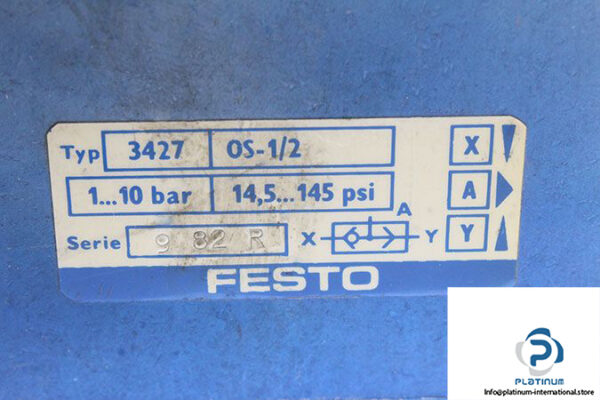 Typ 3427 OS-1/2 X
1...10 bar 14,5...145 psi A
Serie 9 82 R X A Y Y
FESTO
PLATINUM
info@platinum-international.store